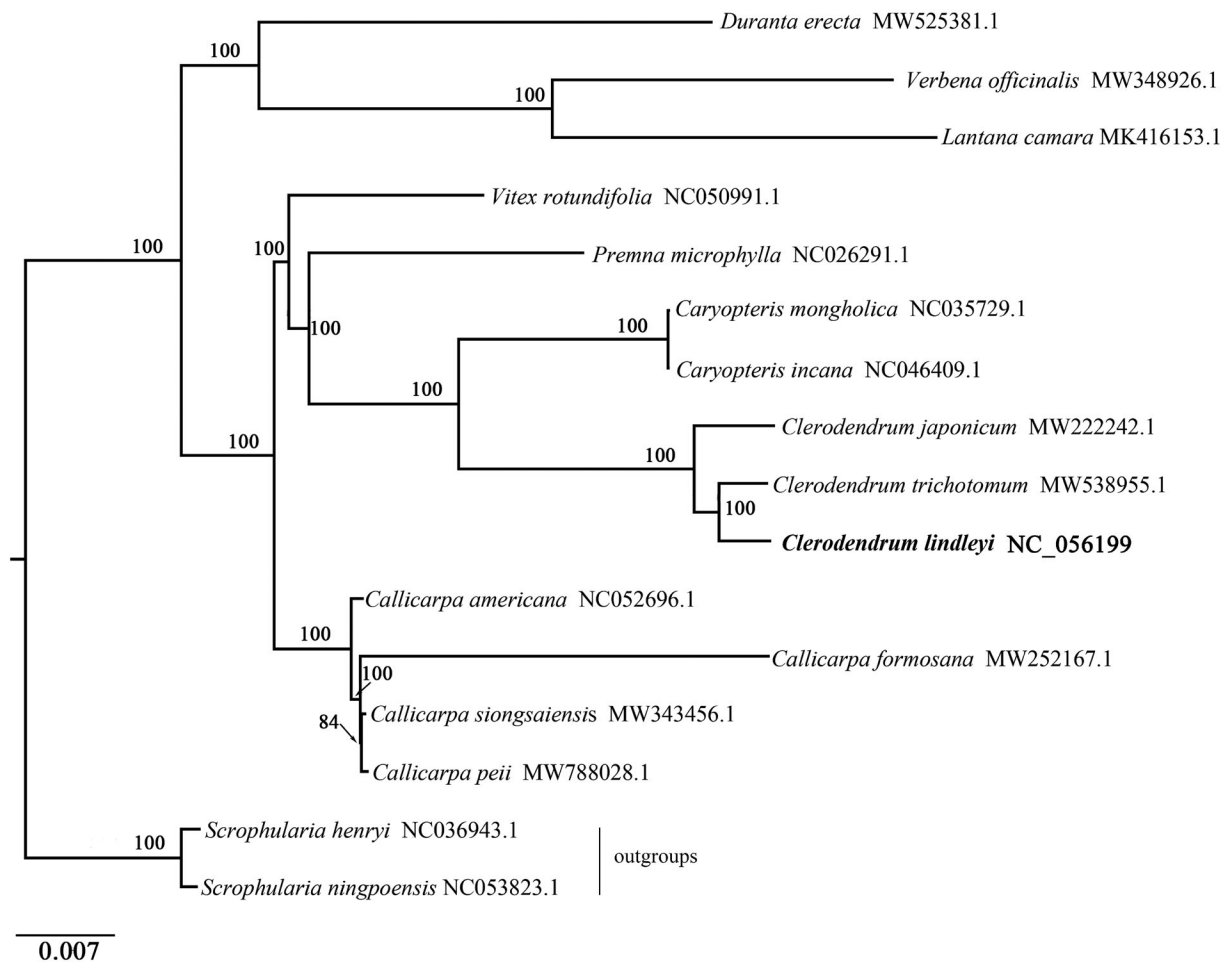 Duranta erecta MW525381.1
100
Verbena officinalis MW348926.1
100
Lantana camara MK416153.1
Vitex rotundifolia NC050991.1
100
100
Premna microphylla NC026291.1
Caryopteris mongholica NC035729.1
100
100
Caryopteris incana NC046409.1
100
Clerodendrum japonicum MW222242.1
100
100
Clerodendrum trichotomum MW538955.1
100
Clerodendrum lindleyi NC_056199
Callicarpa americana NC052696.1
100
Callicarpa formosana MW252167.1
100
Callicarpa siongsaiensis MW343456.1
84
Callicarpa peii MW788028.1
Scrophularia henryi NC036943.1
100
outgroups
Scrophularia ningpoensis NC053823.1
0.007